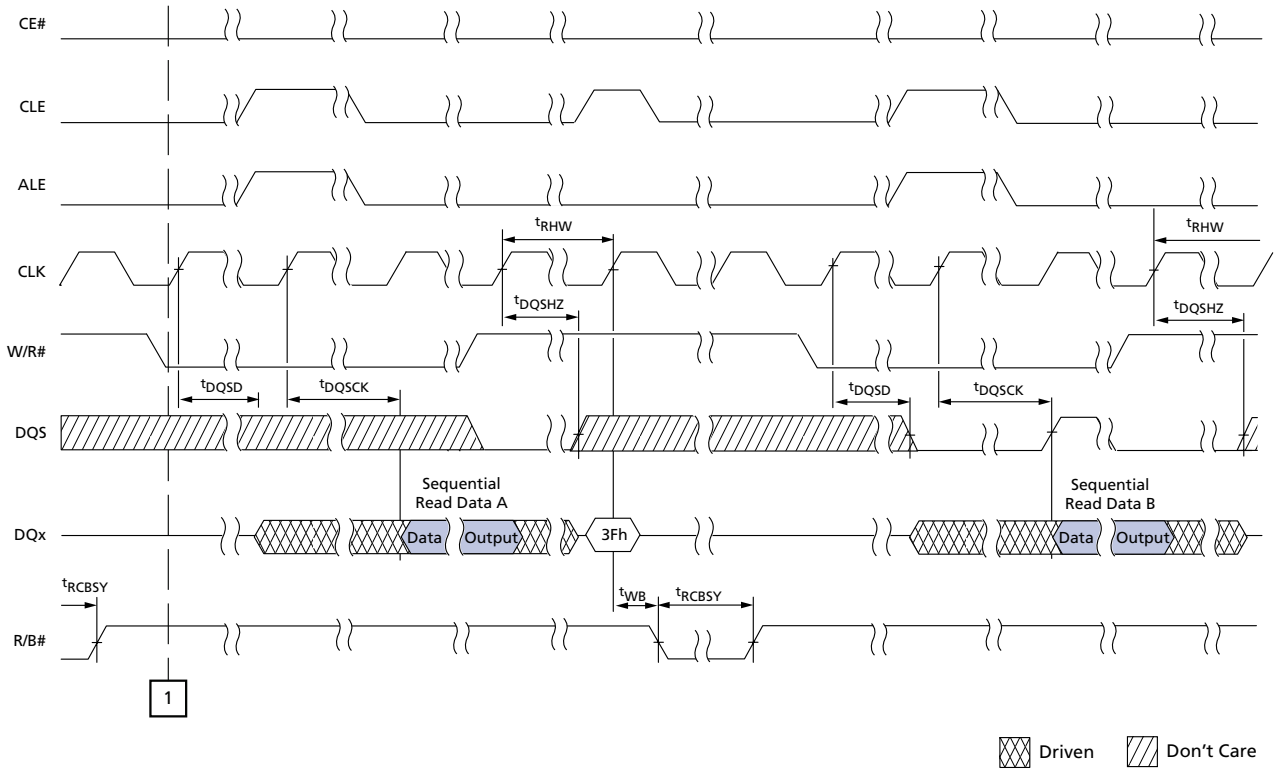 CE#
CLE
ALE
tRHW
tRHW
CLK
tDQSHZ
tDQSHZ
W/R#
tDQSD
tDQSCK
tDQSD
tDQSCK
DQS
Sequential
Read Data A
Sequential
Read Data B
DQx
Data
Output
3Fh
Data
Output
tRCBSY
tWB
tRCBSY
R/B#
1
Driven
Don't Care